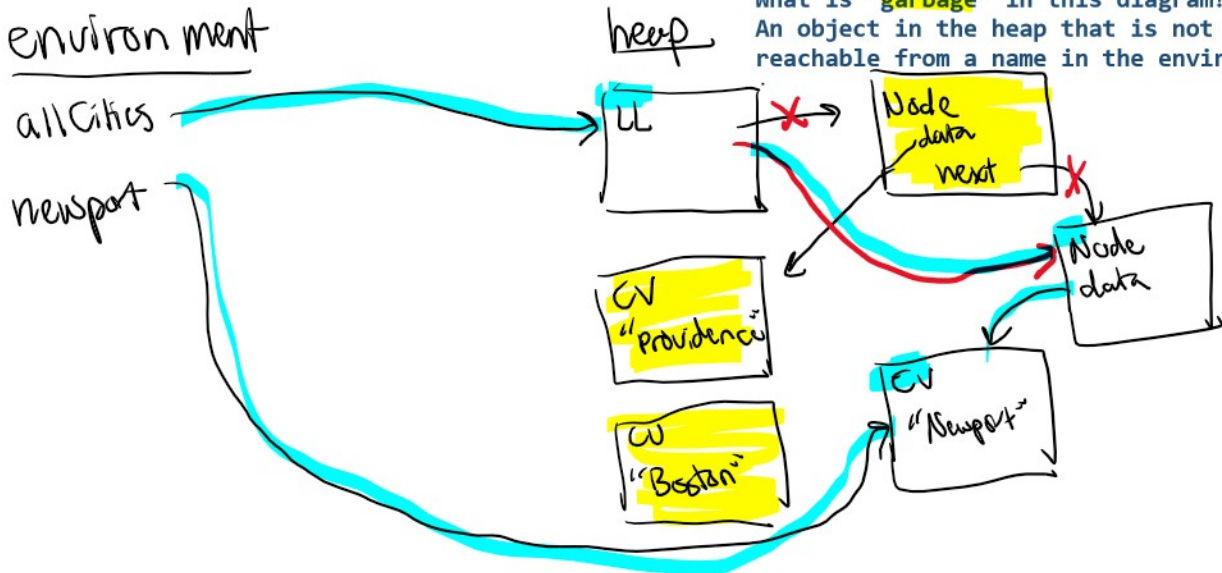 What is "garbage" in this diagram?
An object in the heap that is not
reachable from a name in the
environment
heap
allCities
newport
LL
Node
data
next
Node
data
CV
"Providence"
CV
"Newport"
CV
"Boston"